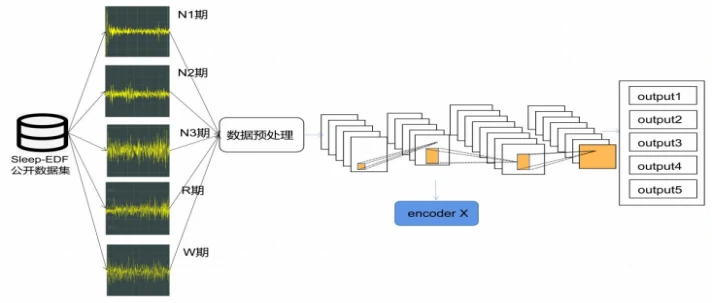 N1期
N2期
N3期
R期
W期
Sleep-EDF
公开数据集
数据预处理
encoder X
output1
output2
output3
output4
output5